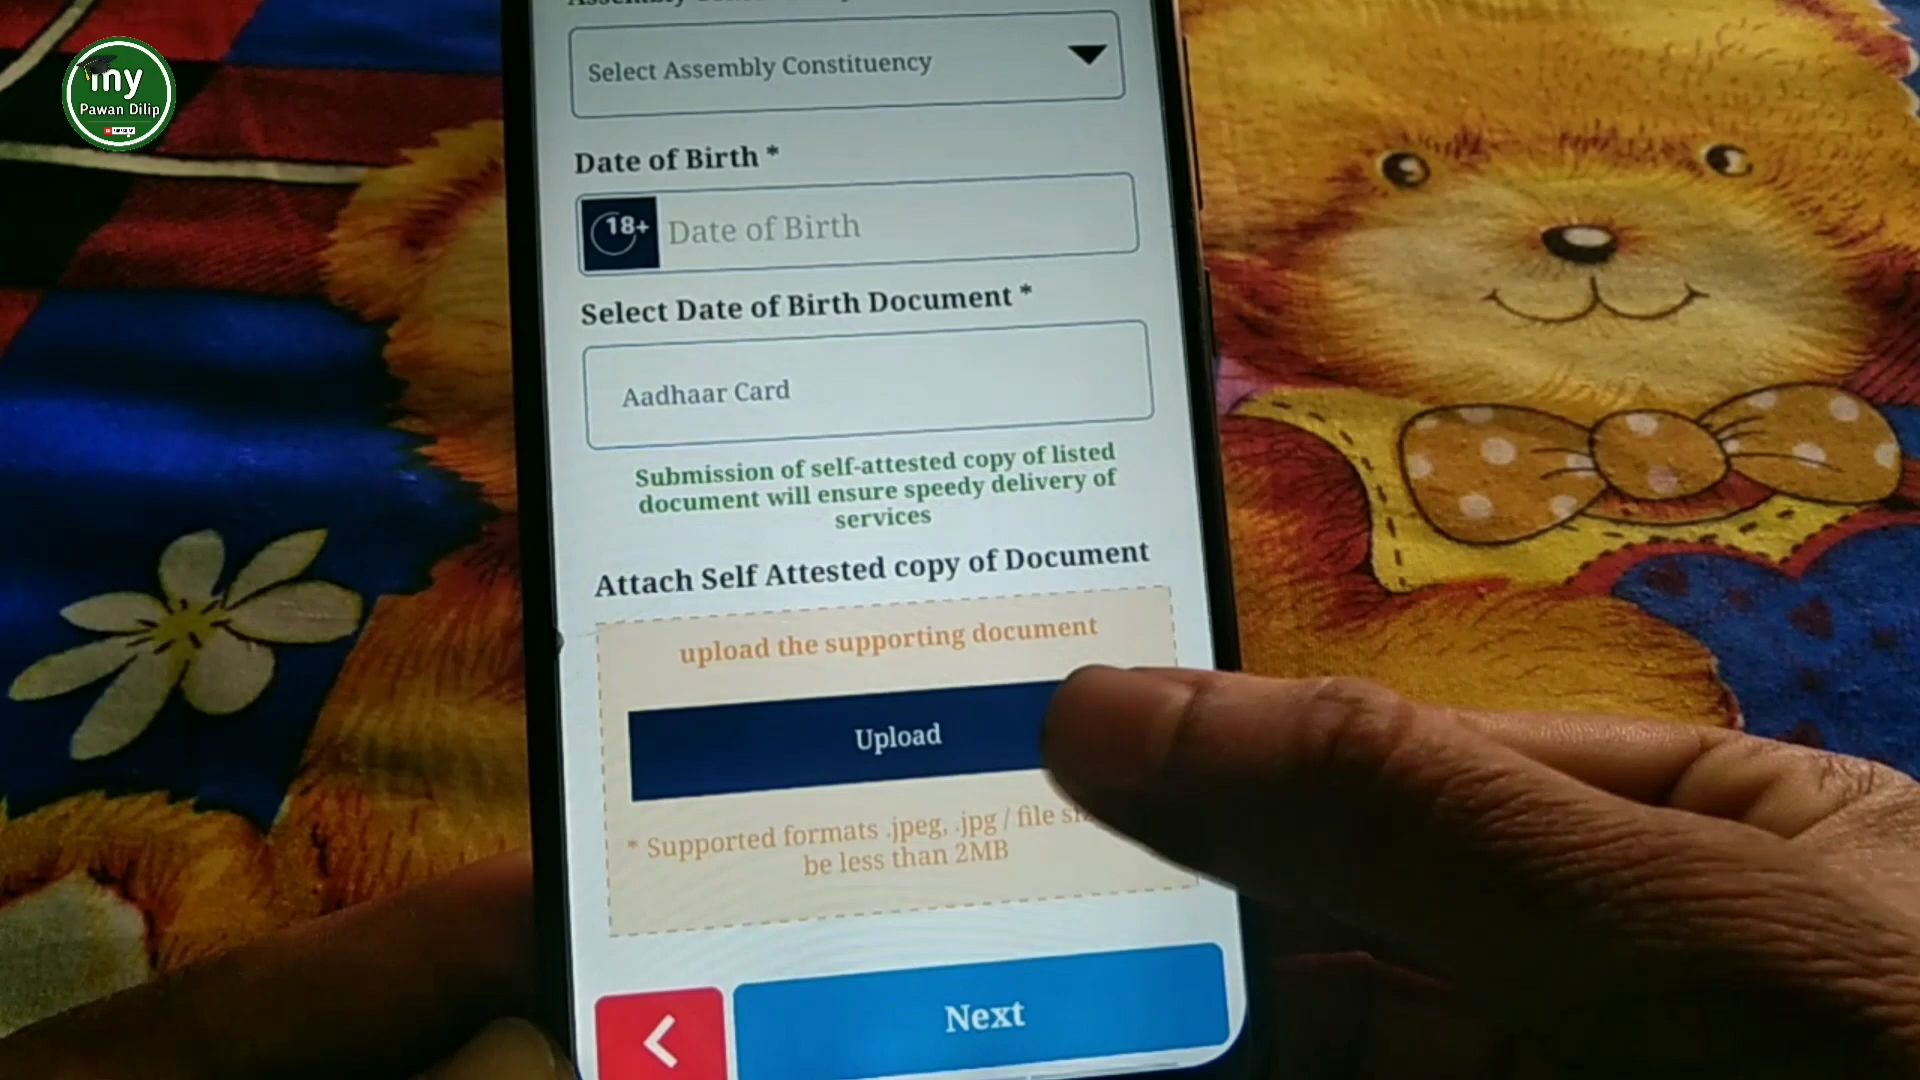 my
Pawan Dilip
SUBSCRIBE
Assembly
Select Assembly Constituency
Date of Birth *
18+
Date of Birth
Select Date of Birth Document *
Aadhaar Card
Submission of self-attested copy of listed
document will ensure speedy delivery of
services
Attach Self Attested copy of Document
upload the supporting document
Upload
* Supported formats .jpeg, .jpg / file
be less than 2MB
Next